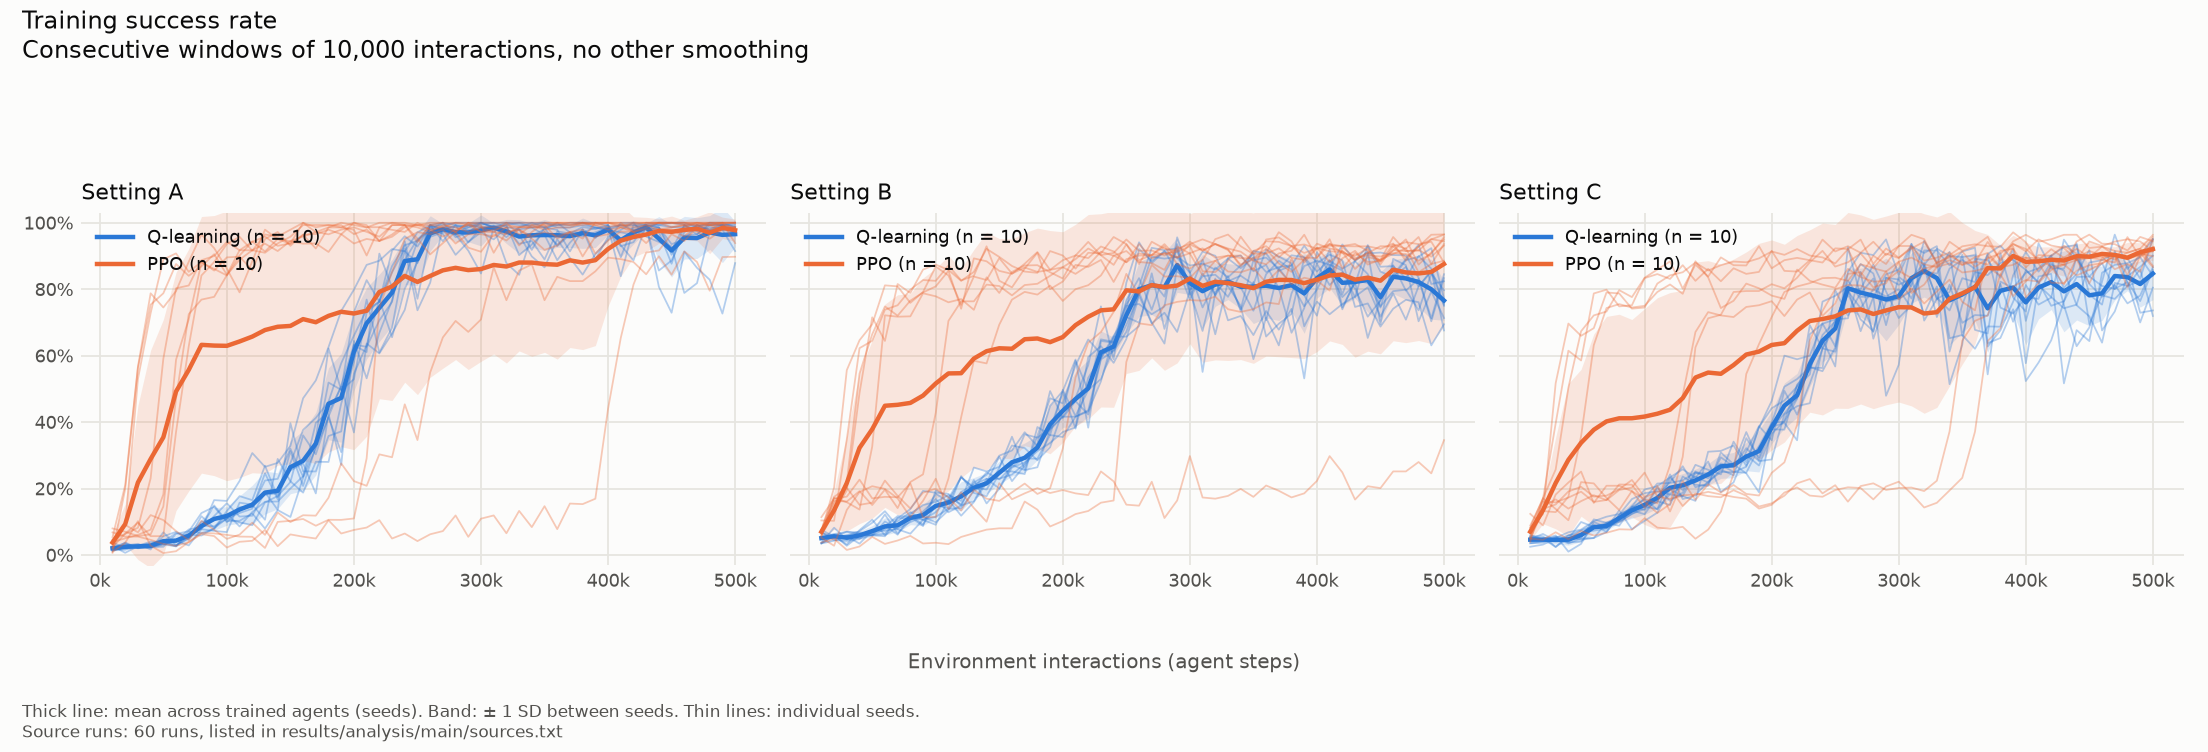 Training success rate
Consecutive windows of 10,000 interactions, no other smoothing
Setting A
100%
80%
60%
40%
20%
0%
Q-learning (n = 10)
PPO (n = 10)
0k 100k 200k 300k 400k 500k
Setting B
Q-learning (n = 10)
PPO (n = 10)
0k 100k 200k 300k 400k 500k
Setting C
Q-learning (n = 10)
PPO (n = 10)
0k 100k 200k 300k 400k 500k
Environment interactions (agent steps)
Thick line: mean across trained agents (seeds). Band: ± 1 SD between seeds. Thin lines: individual seeds.
Source runs: 60 runs, listed in results/analysis/main/sources.txt